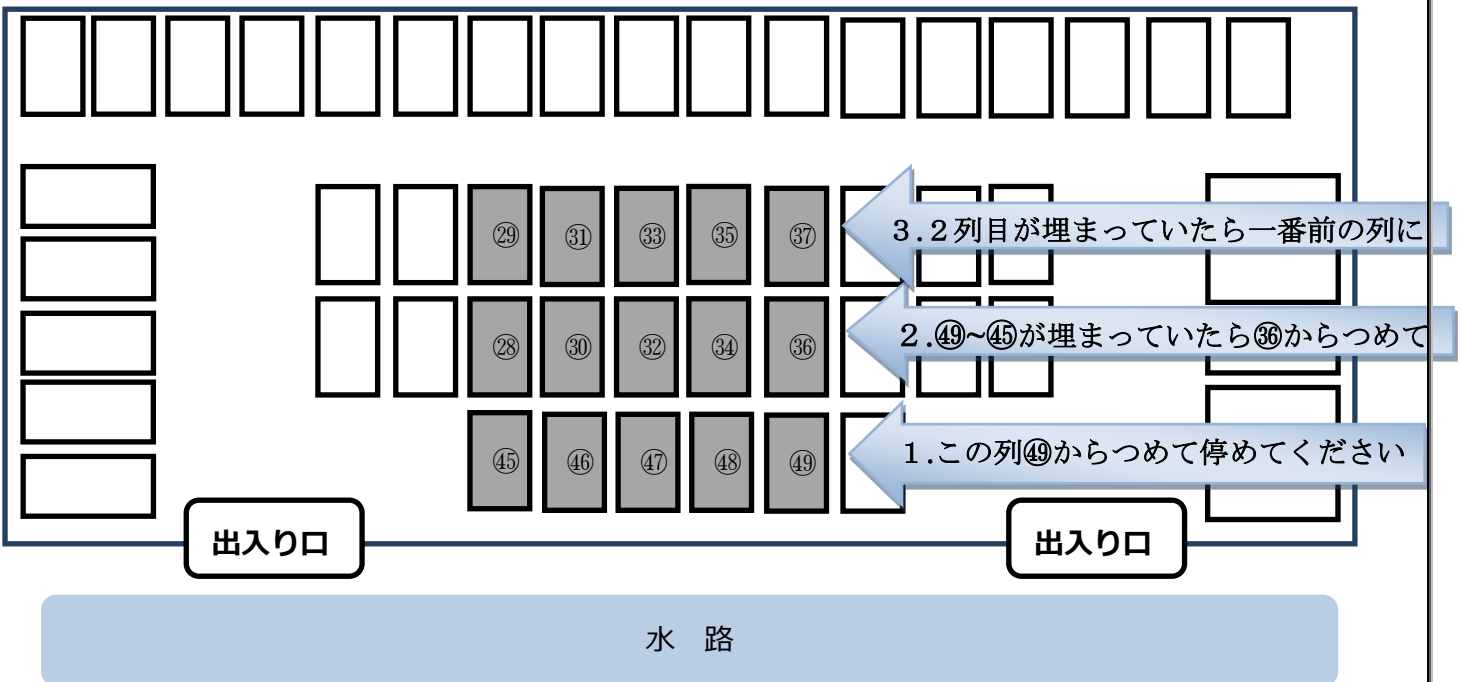 ㉙ ㉛ ㉝ ㉟ ㊲
3.2列目が埋まっていたら一番前の列に
㉘ ㉚ ㉜ ㉞ ㊱
2.㊾~㊺が埋まっていたら㊱からつめて
㊺ ㊻ ㊼ ㊽ ㊾
1.この列㊾からつめて停めてください
出入り口
出入り口
水 路